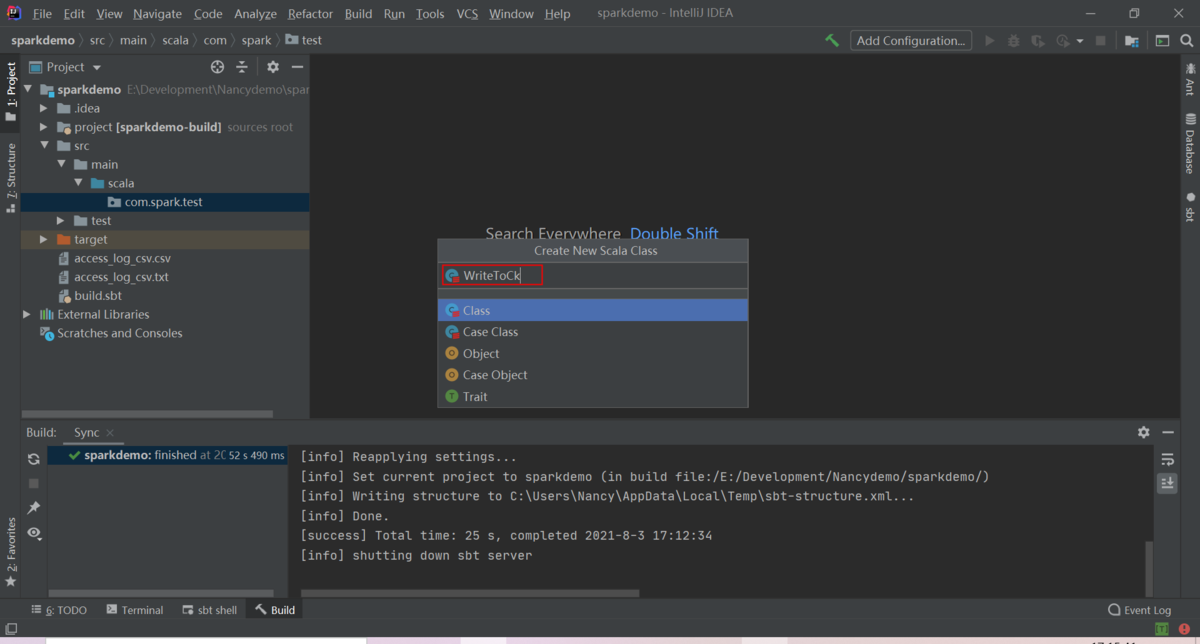 File Edit View Navigate Code Analyze Refactor Build Run Tools VCS Window Help sparkdemo - IntelliJ IDEA
sparkdemo src main scala com spark test Add Configuration...
1: Project
Project
sparkdemo E:\Development\Nancydemo\spar
.idea
project [sparkdemo-build] sources root
src
main
scala
com.spark.test
test
target
access_log_csv.csv
access_log_csv.txt
build.sbt
External Libraries
Scratches and Consoles
7: Structure
2: Favorites
Ant
Database
sbt
Search Everywhere Double Shift
Create New Scala Class
WriteToCk
Class
Case Class
Object
Case Object
Trait
Build: Sync
sparkdemo: finished at 20 52 s 490 ms
[info] Reapplying settings...
[info] Set current project to sparkdemo (in build file:/E:/Development/Nancydemo/sparkdemo/)
[info] Writing structure to C:\Users\Nancy\AppData\Local\Temp\sbt-structure.xml...
[info] Done.
[success] Total time: 25 s, completed 2021-8-3 17:12:34
[info] shutting down sbt server
6: TODO Terminal sbt shell Build Event Log